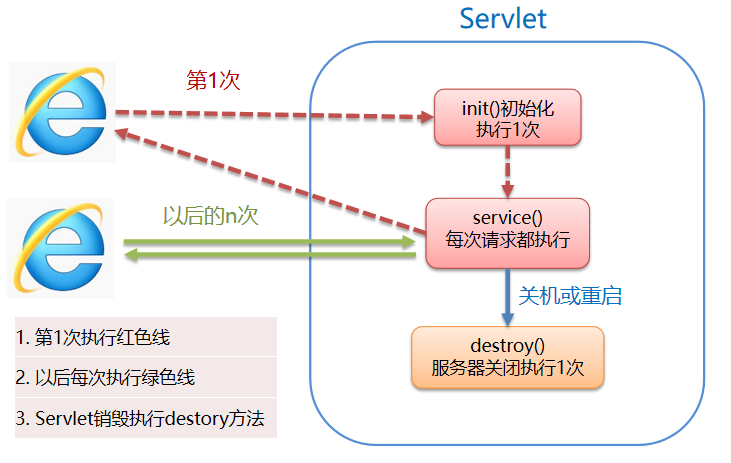 Servlet
第1次
init()初始化
执行1次
以后的n次
service()
每次请求都执行
关机或重启
destroy()
服务器关闭执行1次
1. 第1次执行红色线
2. 以后每次执行绿色线
3. Servlet销毁执行destory方法